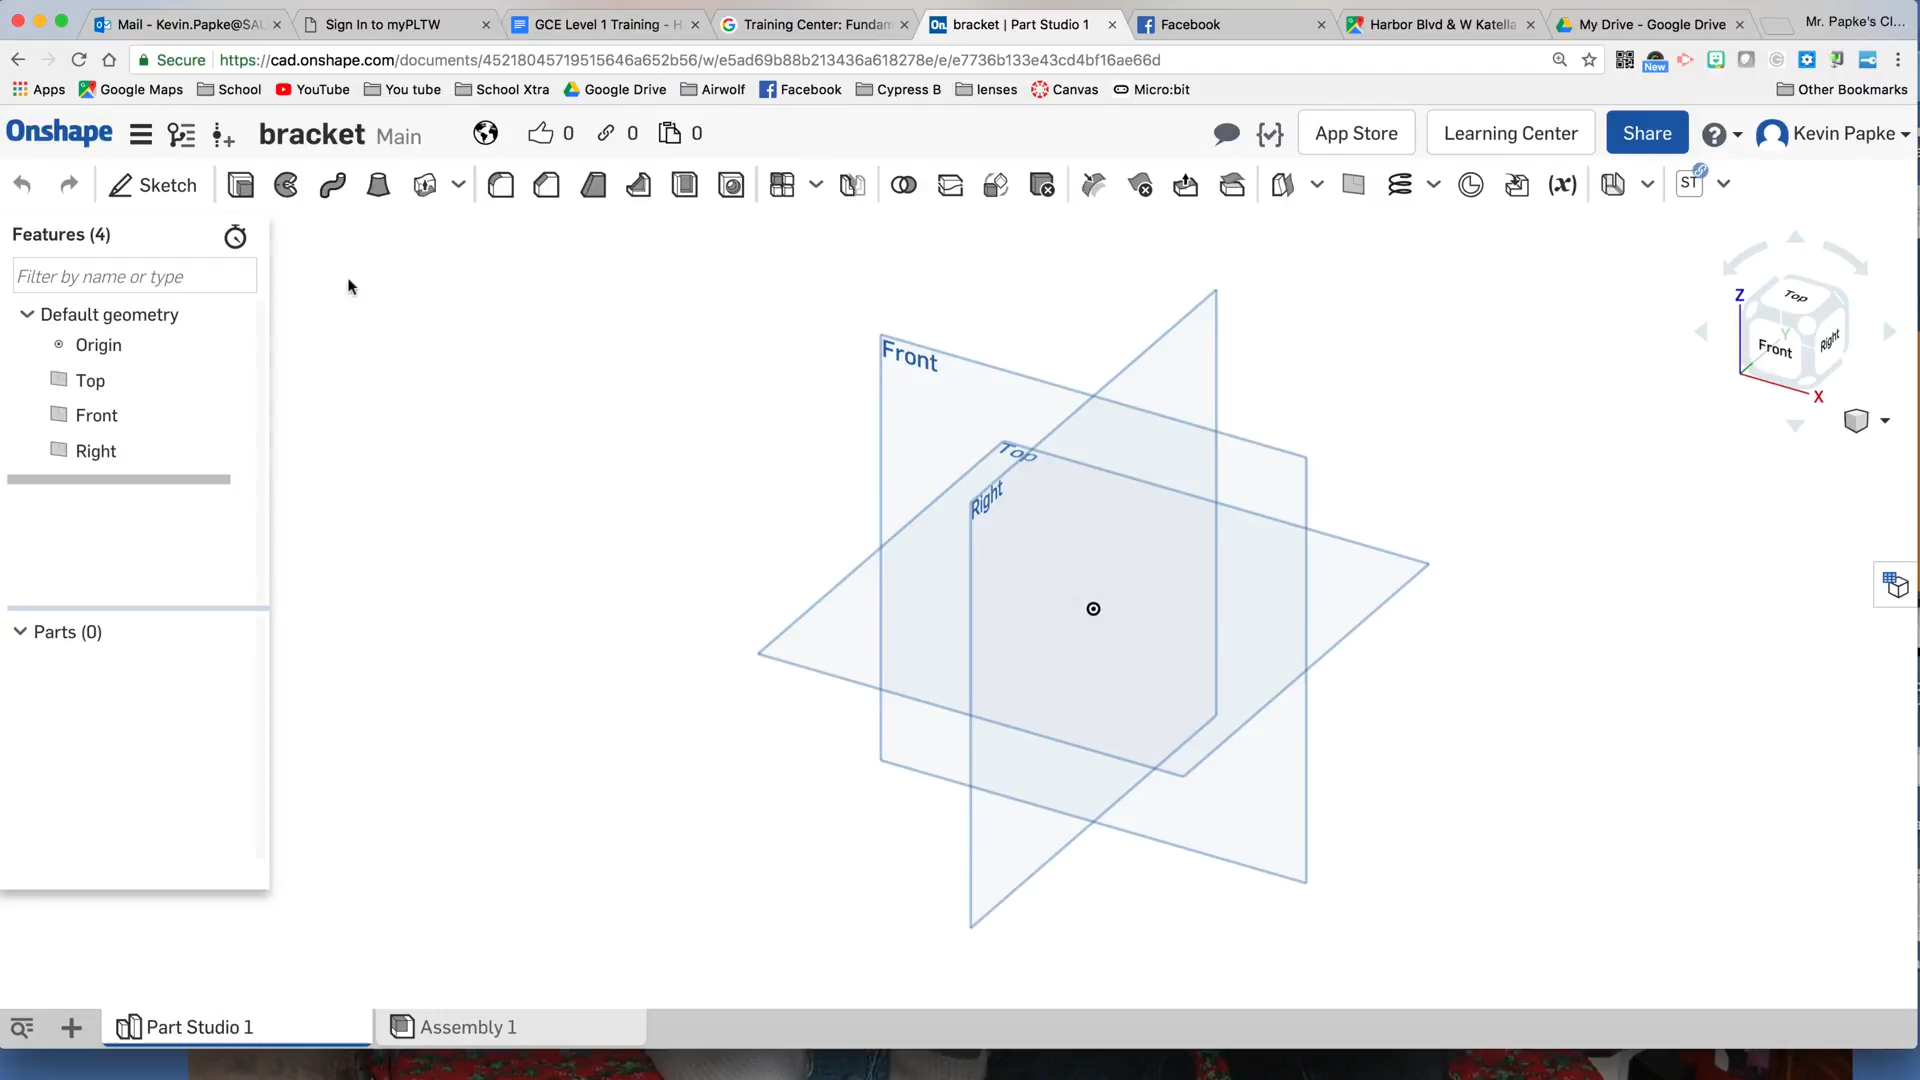 Mail - Kevin.Papke@SAU
Sign In to myPLTW
GCE Level 1 Training - H
Training Center: Fundam
On. bracket | Part Studio 1
Facebook
Harbor Blvd & W Katella
My Drive - Google Drive
Mr. Papke's Cl...
Secure https://cad.onshape.com/documents/45218045719515646a652b56/w/e5ad69b88b213436a618278e/e/e7736b133e43cd4bf16ae66d
New
Apps Google Maps School YouTube You tube School Xtra Google Drive Airwolf Facebook Cypress B lenses Canvas Micro:bit Other Bookmarks
Onshape bracket Main 0 0 0 App Store Learning Center Share Kevin Papke
Sketch (x) ST
Features (4)
Filter by name or type
Default geometry
Origin
Top
Front
Right
Parts (0)
Front
Top
Right
Z
Top
Y
Front
Right
X
Part Studio 1
Assembly 1